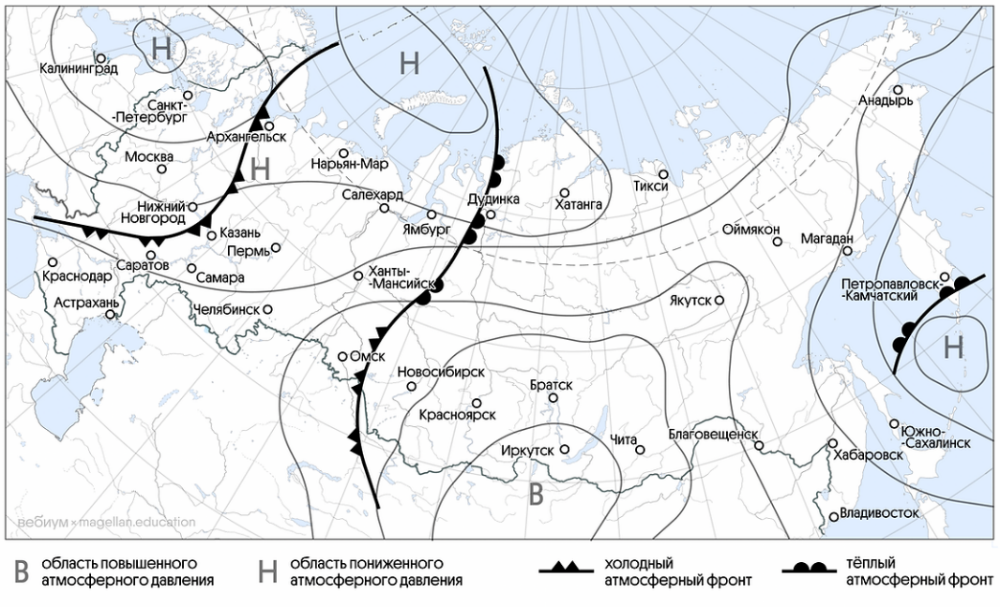 Н
Калининград
Н
Санкт-
-Петербург
Архангельск
Анадырь
Москва
Н
Нарьян-Мар
Тикси
Салехард
Дудинка
Хатанга
Нижний
Новгород
Казань
Ямбург
Оймякон
Магадан
Пермь
Саратов
Самара
Краснодар
Ханты-
-Мансийск
Петропавловск-
-Камчатский
Астрахань
Челябинск
Якутск
Н
Омск
Новосибирск
Братск
Красноярск
Иркутск
Чита
Благовещенск
Южно-
-Сахалинск
Хабаровск
В
Владивосток
вебиум × magellan.education
В
область повышенного
атмосферного давления
Н
область пониженного
атмосферного давления
холодный
атмосферный фронт
тёплый
атмосферный фронт